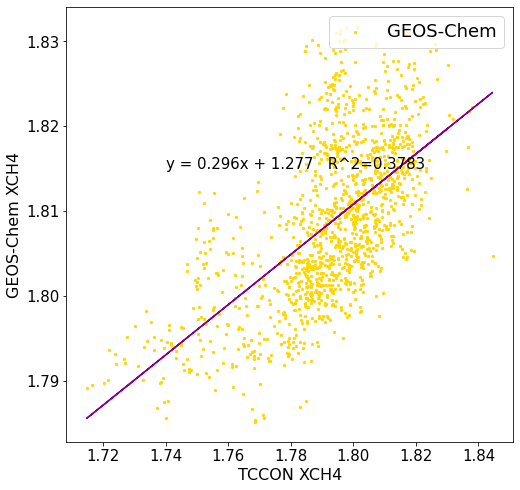 GEOS-Chem
1.83
1.82
1.81
1.80
1.79
GEOS-Chem XCH4
y = 0.296x + 1.277 R^2=0.3783
1.72 1.74 1.76 1.78 1.80 1.82 1.84
TCCON XCH4